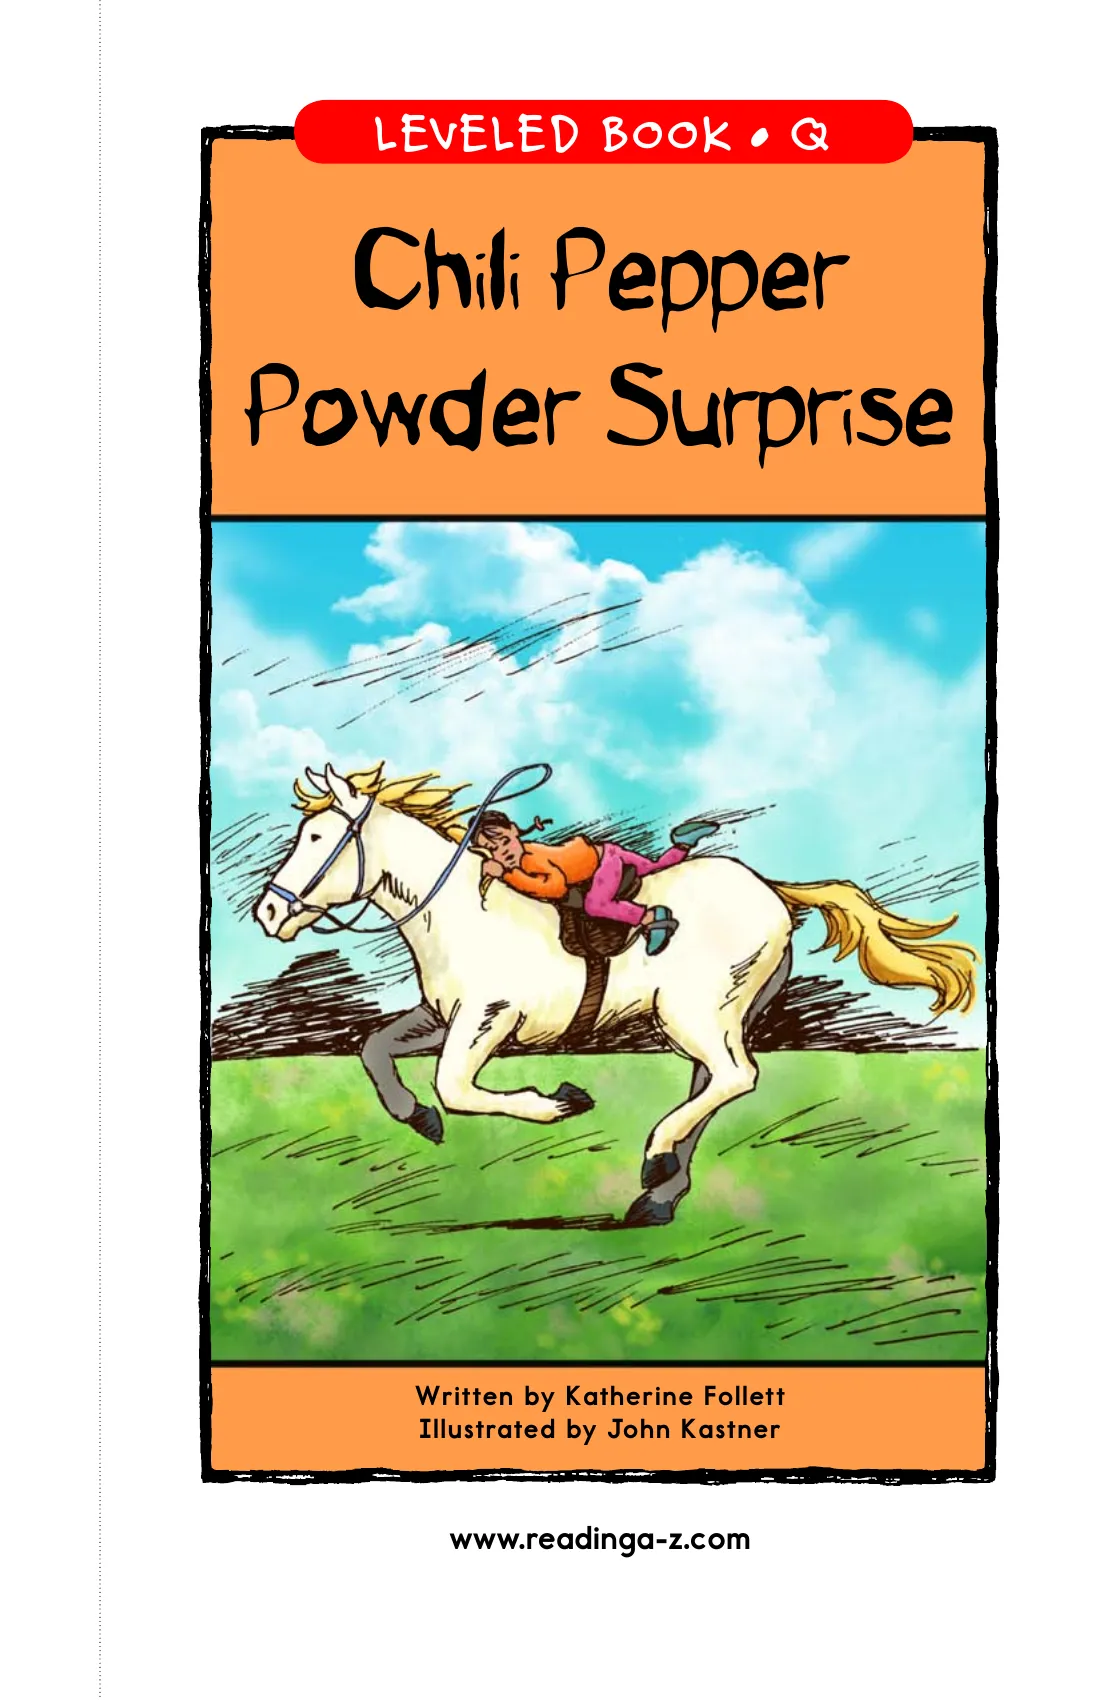 LEVELED BOOK • Q
Chili Pepper
Powder Surprise
Written by Katherine Follett
Illustrated by John Kastner
www.readinga-z.com